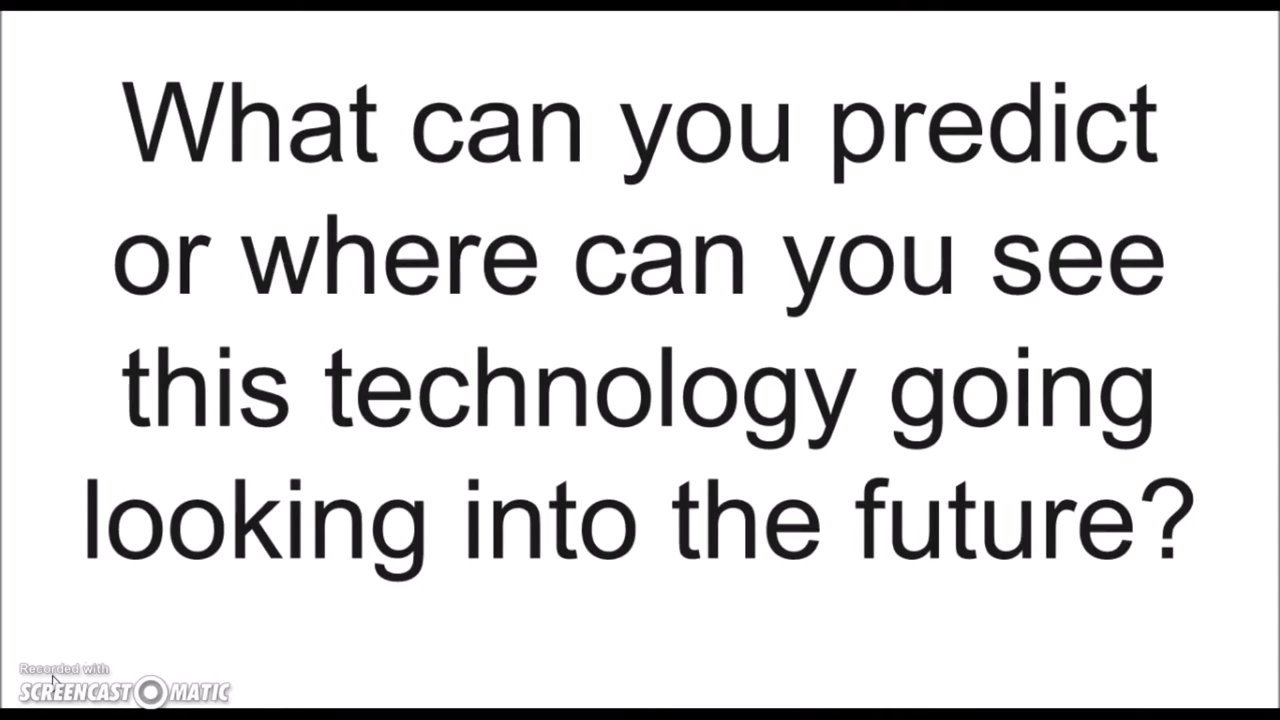 What can you predict
or where can you see
this technology going
looking into the future?
Recorded with
SCREENCAST MATIC